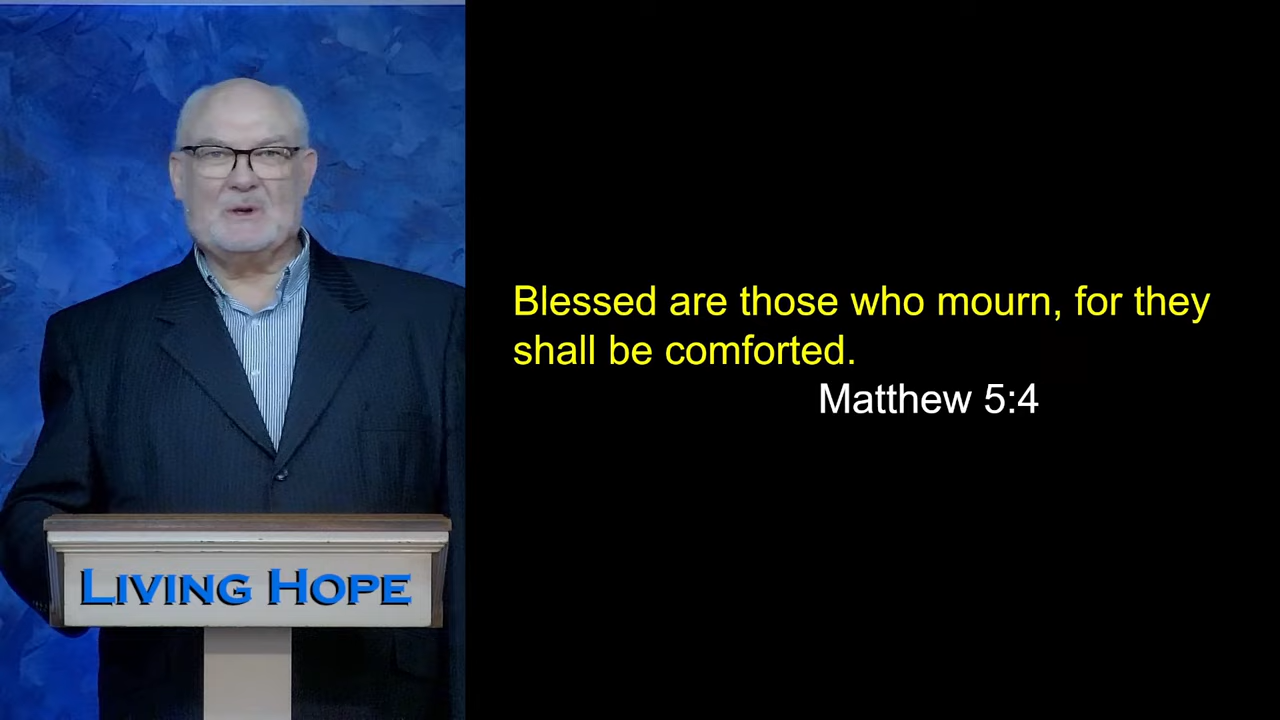 Blessed are those who mourn, for they
shall be comforted.
Matthew 5:4
LIVING HOPE